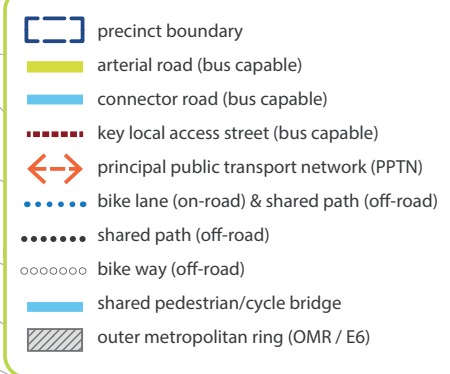 precinct boundary
arterial road (bus capable)
connector road (bus capable)
key local access street (bus capable)
principal public transport network (PPTN)
bike lane (on-road) & shared path (off-road)
shared path (off-road)
bike way (off-road)
shared pedestrian/cycle bridge
outer metropolitan ring (OMR / E6)